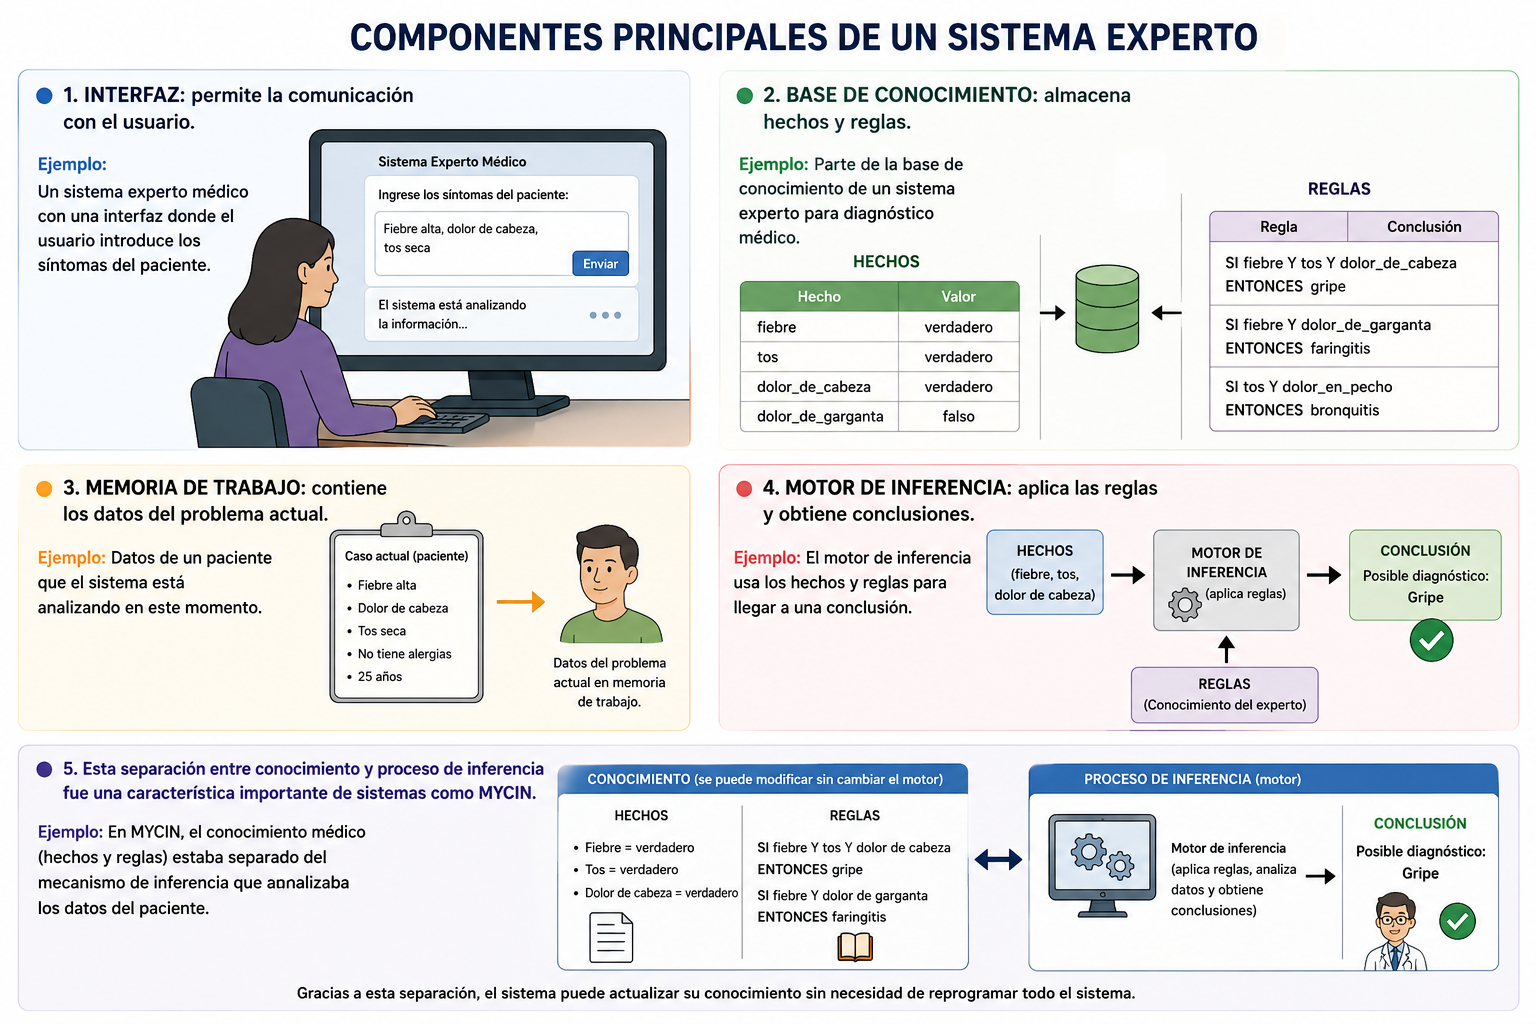 COMPONENTES PRINCIPALES DE UN SISTEMA EXPERTO
1. INTERFAZ: permite la comunicación
con el usuario.
Ejemplo:
Un sistema experto médico
con una interfaz donde el
usuario introduce los
síntomas del paciente.
Sistema Experto Médico
Ingrese los síntomas del paciente:
Fiebre alta, dolor de cabeza,
tos seca
Enviar
El sistema está analizando
la información...
2. BASE DE CONOCIMIENTO: almacena
hechos y reglas.
Ejemplo: Parte de la base de
conocimiento de un sistema
experto para diagnóstico
médico.
HECHOS
Hecho Valor
fiebre verdadero
tos verdadero
dolor_de_cabeza verdadero
dolor_de_garganta falso
REGLAS
Regla Conclusión
SI fiebre Y tos Y dolor_de_cabeza
ENTONCES gripe
SI fiebre Y dolor_de_garganta
ENTONCES faringitis
SI tos Y dolor_en_pecho
ENTONCES bronquitis
3. MEMORIA DE TRABAJO: contiene
los datos del problema actual.
Ejemplo: Datos de un paciente
que el sistema está
analizando en este momento.
Caso actual (paciente)
• Fiebre alta
• Dolor de cabeza
• Tos seca
• No tiene alergias
• 25 años
Datos del problema
actual en memoria
de trabajo.
4. MOTOR DE INFERENCIA: aplica las reglas
y obtiene conclusiones.
Ejemplo: El motor de inferencia
usa los hechos y reglas para
llegar a una conclusión.
HECHOS
(fiebre, tos,
dolor de cabeza)
MOTOR DE
INFERENCIA
(aplica reglas)
CONCLUSIÓN
Posible diagnóstico:
Gripe
REGLAS
(Conocimiento del experto)
5. Esta separación entre conocimiento y proceso de inferencia
fue una característica importante de sistemas como MYCIN.
Ejemplo: En MYCIN, el conocimiento médico
(hechos y reglas) estaba separado del
mecanismo de inferencia que analizaba
los datos del paciente.
CONOCIMIENTO (se puede modificar sin cambiar el motor)
HECHOS
• Fiebre = verdadero
• Tos = verdadero
• Dolor de cabeza = verdadero
REGLAS
SI fiebre Y tos Y dolor de cabeza
ENTONCES gripe
SI fiebre Y dolor de garganta
ENTONCES faringitis
PROCESO DE INFERENCIA (motor)
Motor de inferencia
(aplica reglas, analiza
datos y obtiene
conclusiones)
CONCLUSIÓN
Posible diagnóstico:
Gripe
Gracias a esta separación, el sistema puede actualizar su conocimiento sin necesidad de reprogramar todo el sistema.